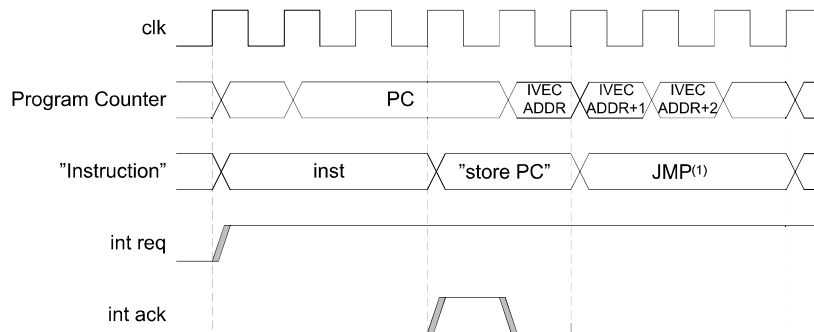 clk
Program Counter
PC
IVEC
ADDR
IVEC
ADDR+1
IVEC
ADDR+2
"Instruction"
inst
"store PC"
JMP(1)
int req
int ack